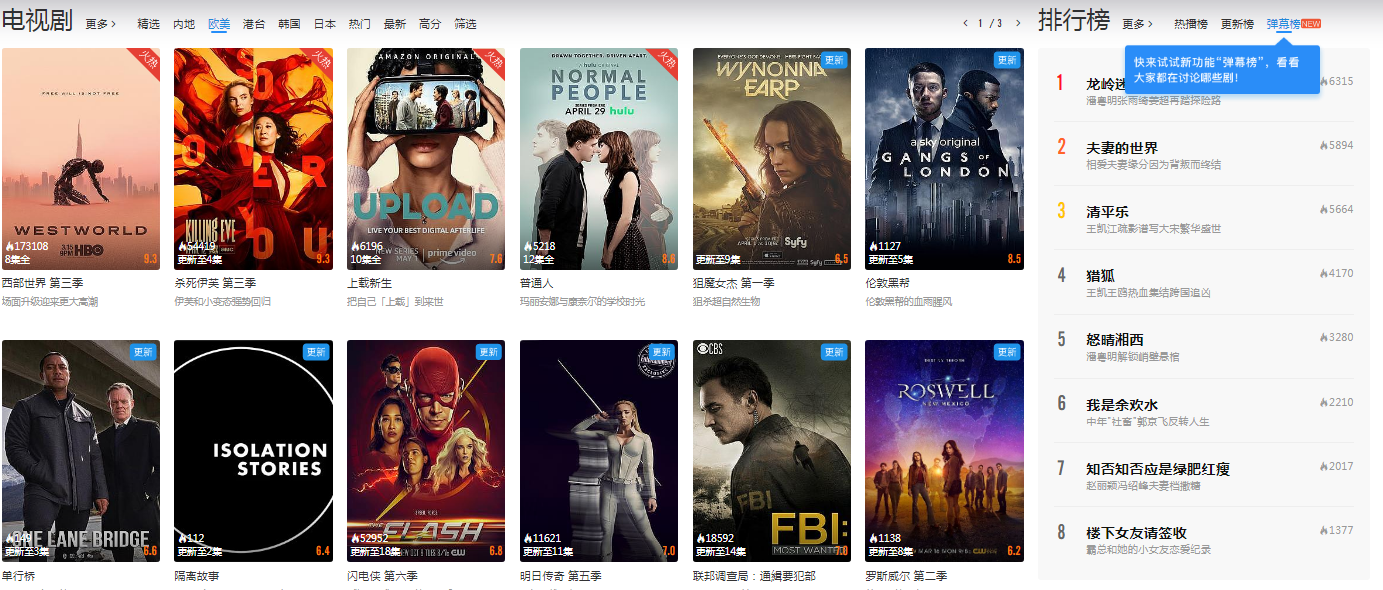 电视剧 更多 精选 内地 欧美 港台 韩国 日本 热门 最新 高分 筛选 1 / 3
火热
FREE WILL IS NOT FREE
WESTWORLD
3.15 HBO
173108
8集全 9.3
西部世界 第三季
场面升级迎来更大高潮
火热
OVER YOU
KILLING EVE
54419
更新至4集 9.3
杀死伊芙 第三季
伊芙和小变态强势回归
火热
AMAZON ORIGINAL
UPLOAD
LIVE YOUR BEST DIGITAL AFTERLIFE
NEW SERIES MAY 1 prime video
6196
10集全 7.6
上载新生
把自己「上载」到来世
火热
DRAWN TOGETHER. DRIVEN APART.
a hulu original
NORMAL PEOPLE
APRIL 29 hulu
5218
12集全 8.6
普通人
玛丽安娜与康奈尔的学校时光
更新
EVERYONE'S GOT DEMONS
WYNONNA EARP
Syfy
更新至9集 6.5
狙魔女杰 第一季
狙杀超自然生物
更新
a sky original
GANGS OF LONDON
1127
更新至5集 8.5
伦敦黑帮
伦敦黑帮的血雨腥风
更新
ONE LANE BRIDGE
149
更新至3集 6.6
单行桥
更新
ISOLATION STORIES
112
更新至2集 6.4
隔离故事
更新
FLASH
52952
更新至18集 6.8
闪电侠 第六季
更新
Entertainment
11621
更新至11集 7.0
明日传奇 第五季
更新
CBS
FBI
FBI:
MOST WANTED
18592
更新至14集 7.0
联邦调查局：通缉要犯部
更新
ROSWELL
NEW MEXICO
1138
更新至8集 6.2
罗斯威尔 第二季
排行榜 更多 热播榜 更新榜 弹幕榜 NEW
快来试试新功能“弹幕榜”，看看
大家都在讨论哪些剧!
1 龙岭迷 6315
潘粤明张雨绮姜超再踏探险路
2 夫妻的世界 5894
相爱夫妻缘分因为背叛而终结
3 清平乐 5664
王凯江疏影谱写大宋繁华盛世
4 猎狐 4170
王凯王鸥热血集结跨国追凶
5 怒晴湘西 3280
潘粤明解锁峭壁悬棺
6 我是余欢水 2210
中年“社畜”郭京飞反转人生
7 知否知否应是绿肥红瘦 2017
赵丽颖冯绍峰夫妻档撒糖
8 楼下女友请签收 1377
霸总和她的小女友恋爱纪录